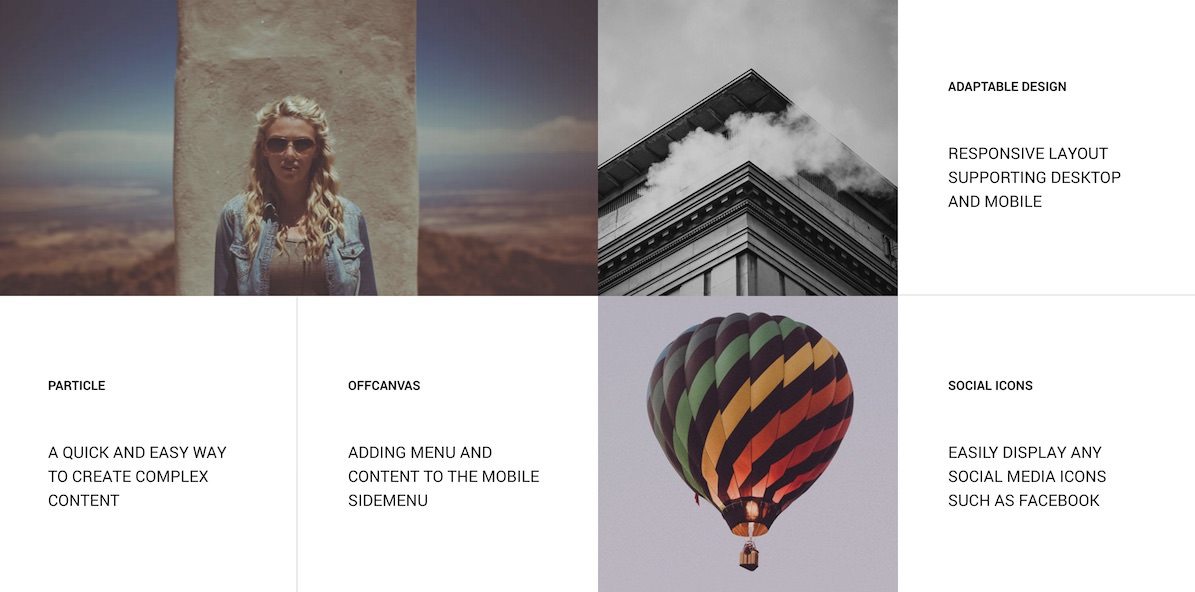 ADAPTABLE DESIGN
RESPONSIVE LAYOUT
SUPPORTING DESKTOP
AND MOBILE
PARTICLE
A QUICK AND EASY WAY
TO CREATE COMPLEX
CONTENT
OFFCANVAS
ADDING MENU AND
CONTENT TO THE MOBILE
SIDEMENU
SOCIAL ICONS
EASILY DISPLAY ANY
SOCIAL MEDIA ICONS
SUCH AS FACEBOOK